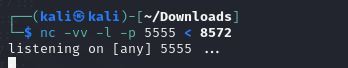 ┌──(kali㉿kali)-[~/Downloads]
└─$ nc -vv -l -p 5555 < 8572
listening on [any] 5555 ...